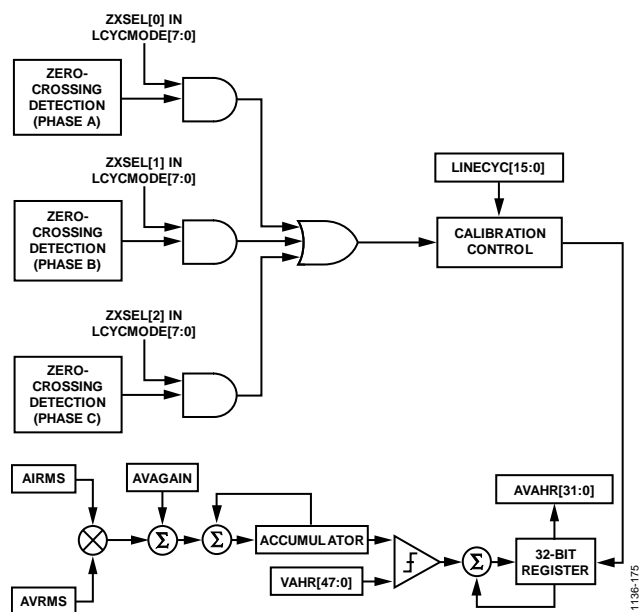 ZXSEL[0] IN
LCYCMODE[7:0]
ZERO-
CROSSING
DETECTION
(PHASE A)
ZXSEL[1] IN
LCYCMODE[7:0]
ZERO-
CROSSING
DETECTION
(PHASE B)
LINECYC[15:0]
CALIBRATION
CONTROL
ZXSEL[2] IN
LCYCMODE[7:0]
ZERO-
CROSSING
DETECTION
(PHASE C)
AIRMS
AVAGAIN
AVAHR[31:0]
Σ
Σ
ACCUMULATOR
Σ
32-BIT
REGISTER
VAHR[47:0]
AVRMS
1136-175